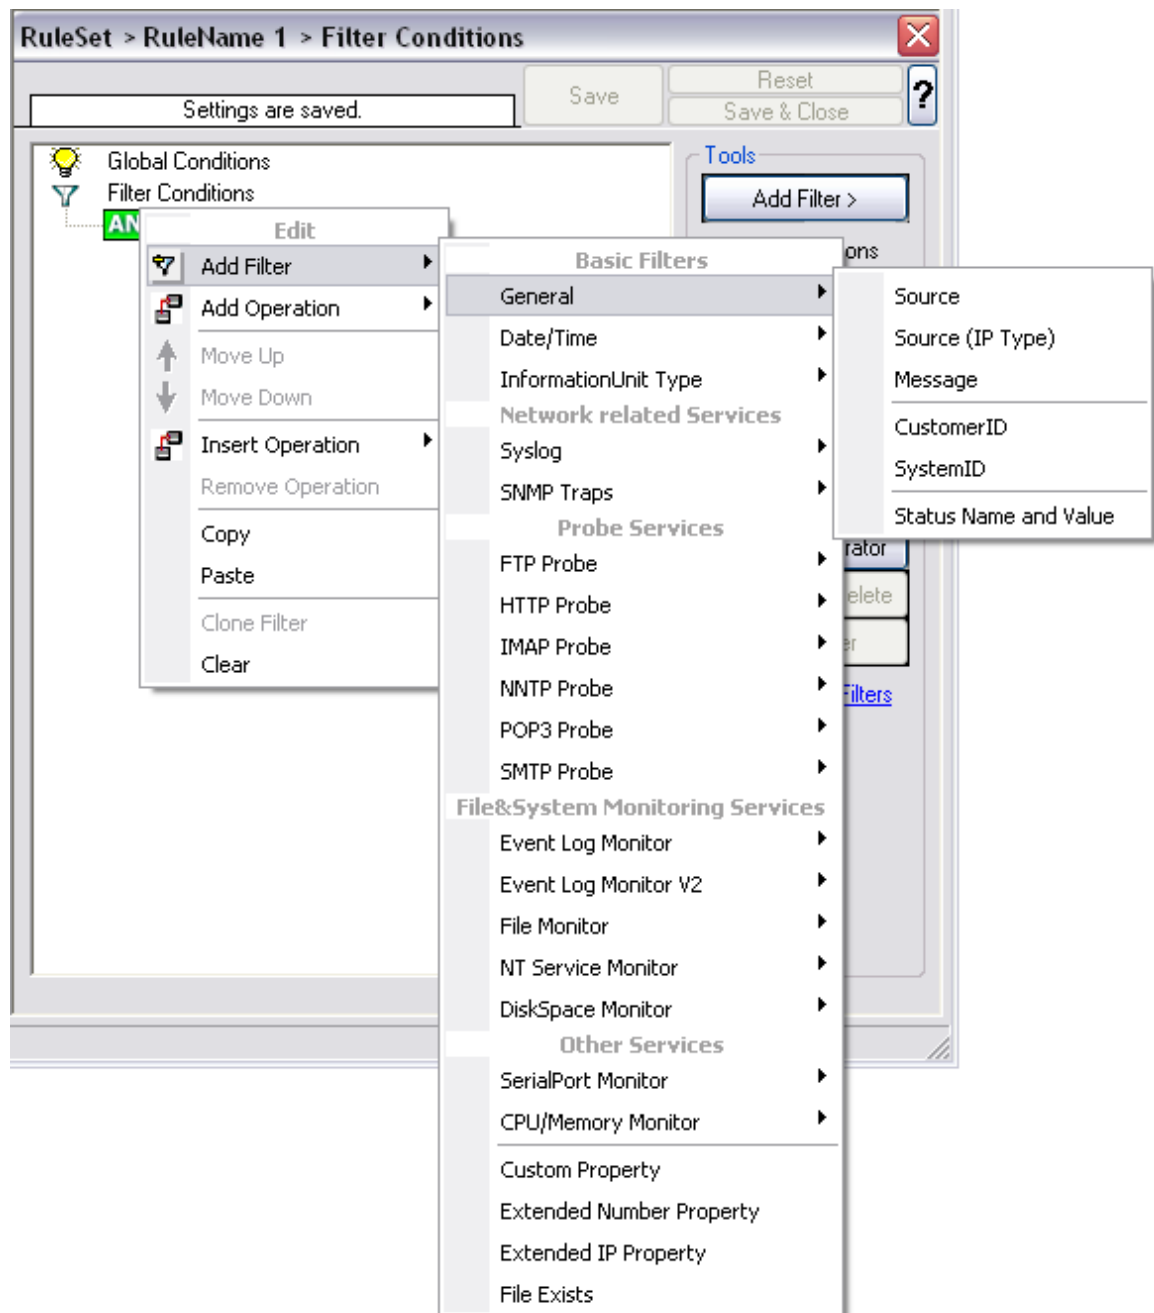 RuleSet > RuleName 1 > Filter Conditions
Save
Reset
Save & Close
?
Settings are saved.
Global Conditions
Filter Conditions
AN
Tools
Add Filter >
ons
rator
elete
er
Filters
Edit
Add Filter
Add Operation
Move Up
Move Down
Insert Operation
Remove Operation
Copy
Paste
Clone Filter
Clear
Basic Filters
General
Date/Time
InformationUnit Type
Network related Services
Syslog
SNMP Traps
Probe Services
FTP Probe
HTTP Probe
IMAP Probe
NNTP Probe
POP3 Probe
SMTP Probe
File&System Monitoring Services
Event Log Monitor
Event Log Monitor V2
File Monitor
NT Service Monitor
DiskSpace Monitor
Other Services
SerialPort Monitor
CPU/Memory Monitor
Custom Property
Extended Number Property
Extended IP Property
File Exists
Source
Source (IP Type)
Message
CustomerID
SystemID
Status Name and Value